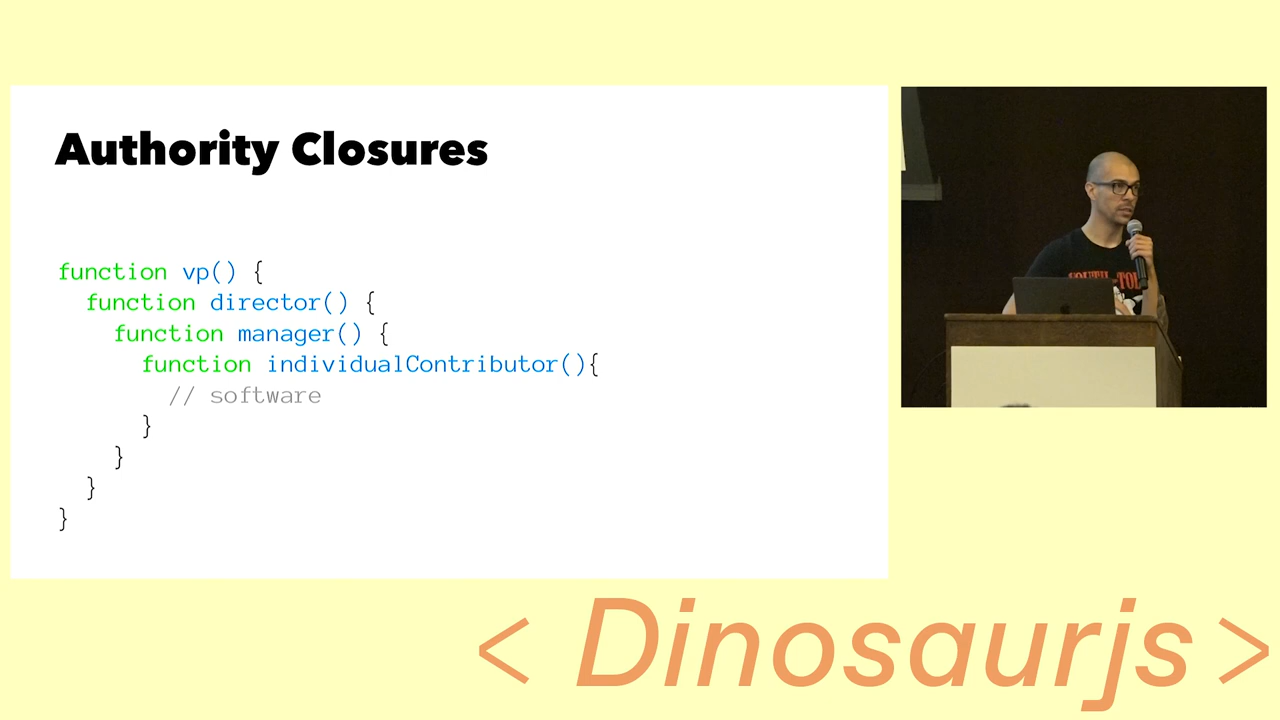 Authority Closures
function vp() {
  function director() {
    function manager() {
      function individualContributor(){
        // software
      }
    }
  }
}
< Dinosaurjs >